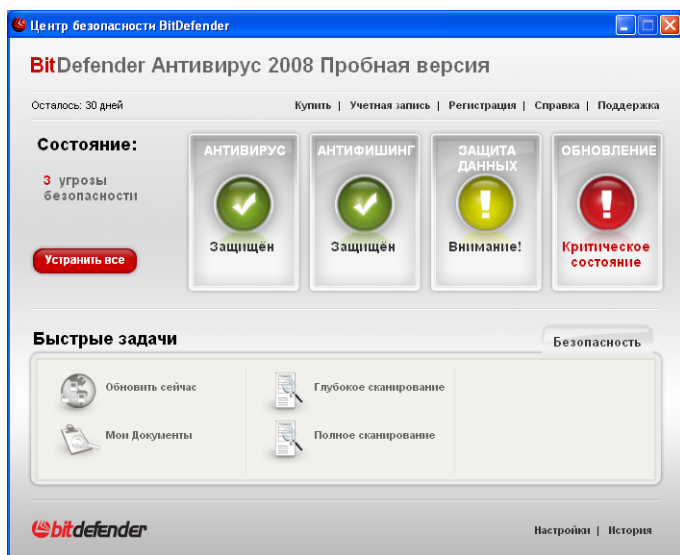 Центр безопасности BitDefender
BitDefender Антивирус 2008 Пробная версия
Осталось: 30 дней
Купить | Учетная запись | Регистрация | Справка | Поддержка
Состояние:
3 угрозы
безопасности
Устранить все
АНТИВИРУС
Защищён
АНТИФИШИНГ
Защищён
ЗАЩИТА
ДАННЫХ
Внимание!
ОБНОВЛЕНИЕ
Критическое
состояние
Быстрые задачи
Безопасность
Обновить сейчас
Глубокое сканирование
Мои Документы
Полное сканирование
bitdefender
Настройки | История